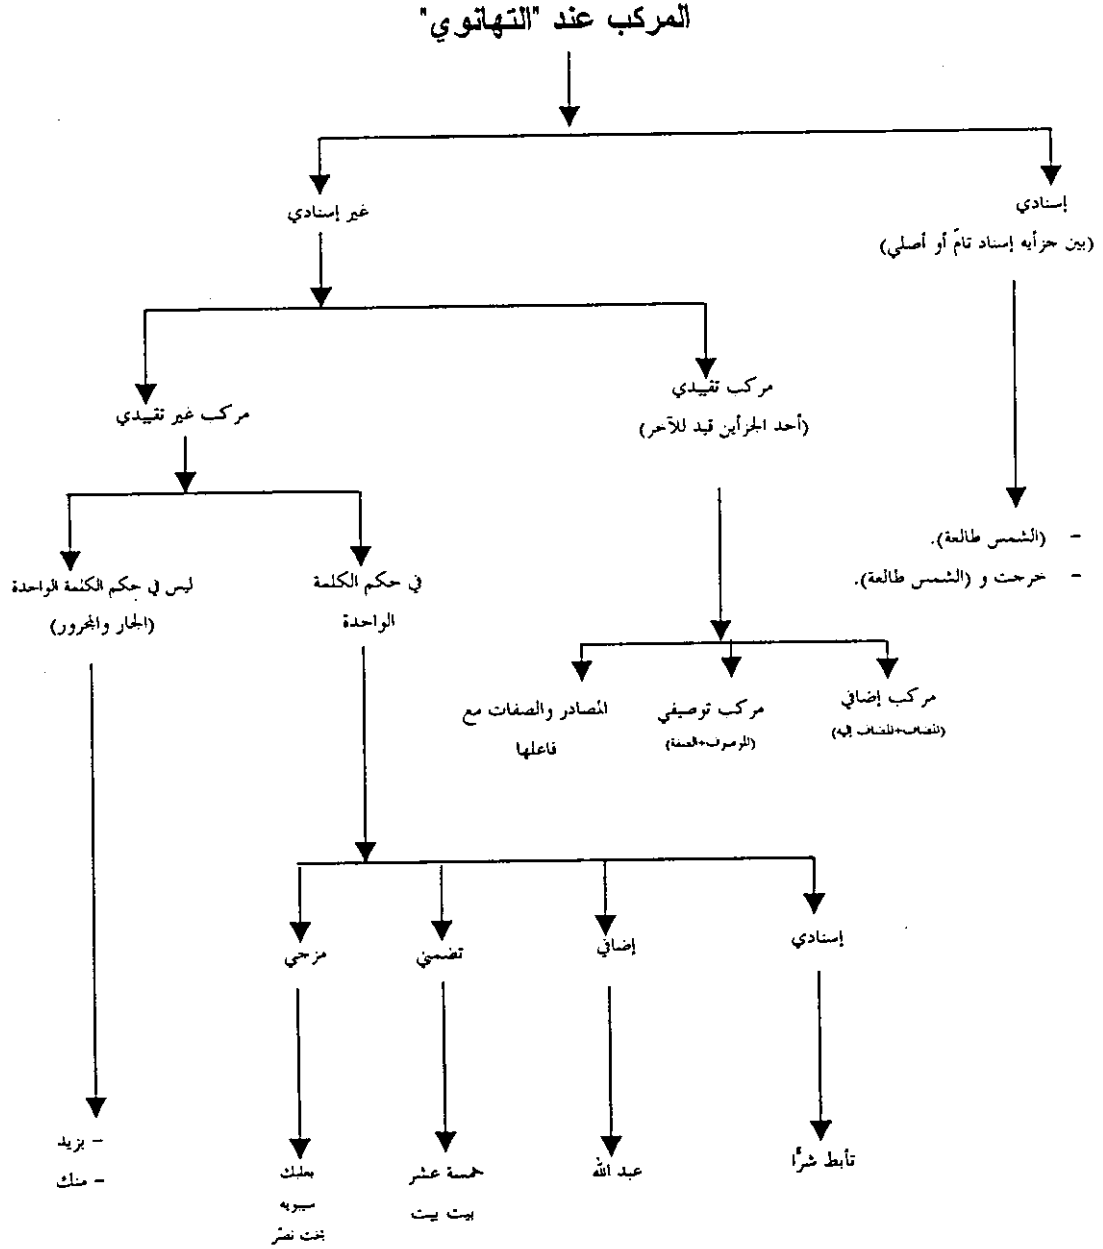 المركب عند "التهانوي"
إسنادي
(بين جزأيه إسناد تامّ أو أصلي)
غير إسنادي
مركب تقييدي
(أحد الجزأين قيد للآخر)
مركب غير تقييدي
- (الشمس طالعة).
- خرجت و (الشمس طالعة).
في حكم الكلمة
الواحدة
ليس في حكم الكلمة الواحدة
(الجار والمجرور)
مركب إضافي
(المضاف+المضاف إليه)
مركب توصيفي
(الموصوف+الصفة)
المصادر والصفات مع
فاعلها
إسنادي
إضافي
تضمني
مزجي
تأبط شرًّا
عبد الله
خمسة عشر
بيت بيت
بعلبك
سيبويه
بخت نصّر
- بزيد
- منك